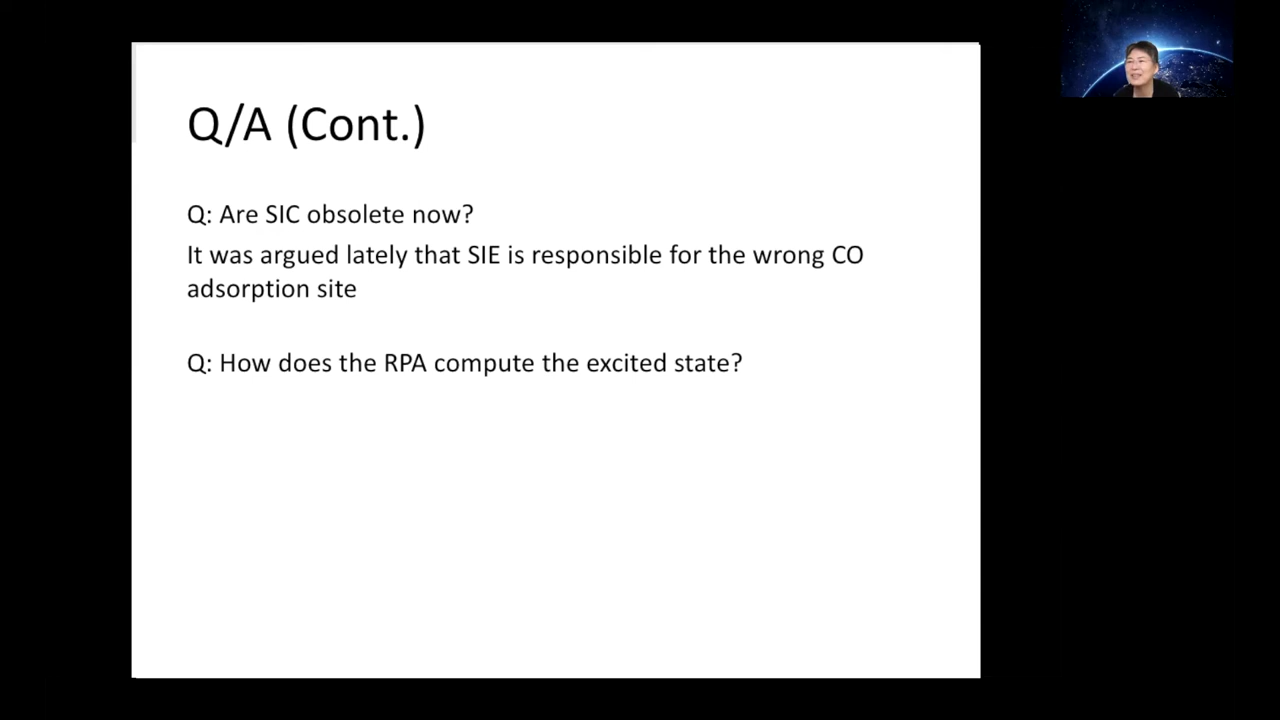 Q/A (Cont.)
Q: Are SIC obsolete now?
It was argued lately that SIE is responsible for the wrong CO
adsorption site
Q: How does the RPA compute the excited state?